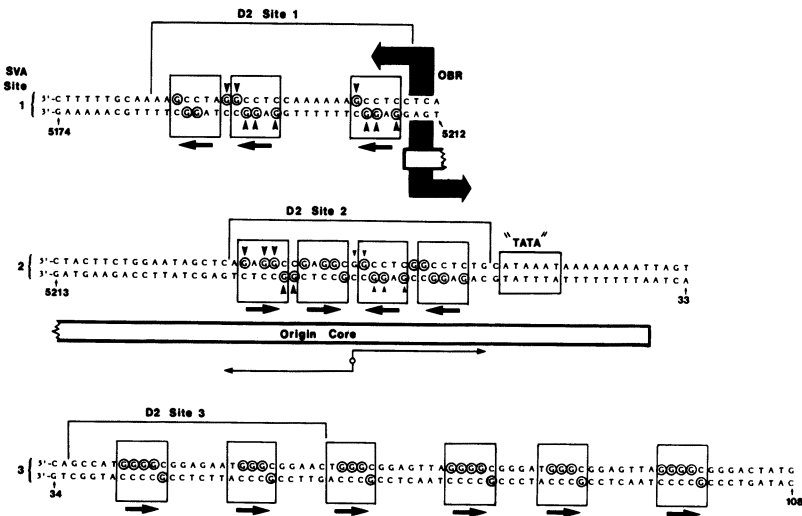 D2 Site 1
OBR
SVA
Site
1
5'-CTTTTTGCAAAAGCCTAGGCCTCCAAAAAAGCCTCCTCA
3'-GAAAAACGTTTTCGGATCCGGAGGTTTTTTCGGAGGAGT
5174
5212
D2 Site 2
"TATA"
2
5'-CTACTTCTGGAATAGCTCAGAGGCCGAGGCGGCCTCGGCCTCTGCATAAATAAAAAAAATTAGT
3'-GATGAAGACCTTATCGAGTCTCCGGCTCCGCCGGAGCCGGAGACGTATTTATTTTTTTTAATCA
5213
33
Origin Core
D2 Site 3
3
5'-CAGCCATGGGGCGGAGAATGGGCGGAACTGGGCGGAGTTAGGGGCGGGATGGGCGGAGTTAGGGGCGGGACTATG
3'-GTCGGTACCCCGCCTCTTACCCGCCTTGACCCGCCTCAATCCCCGCCCTACCCGCCTCAATCCCCGCCCTGATAC
34
108